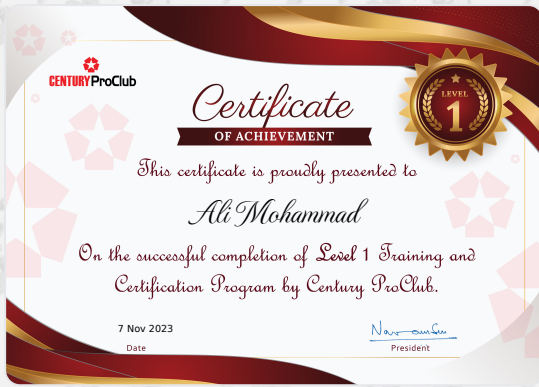 CENTURY ProClub
LEVEL
1
Certificate
OF ACHIEVEMENT
This certificate is proudly presented to
Ali Mohammad
On the successful completion of Level 1 Training and
Certification Program by Century ProClub.
7 Nov 2023
Date
President